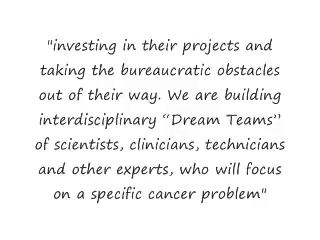 "investing in their projects and
taking the bureaucratic obstacles
out of their way. We are building
interdisciplinary “Dream Teams”
of scientists, clinicians, technicians
and other experts, who will focus
on a specific cancer problem"